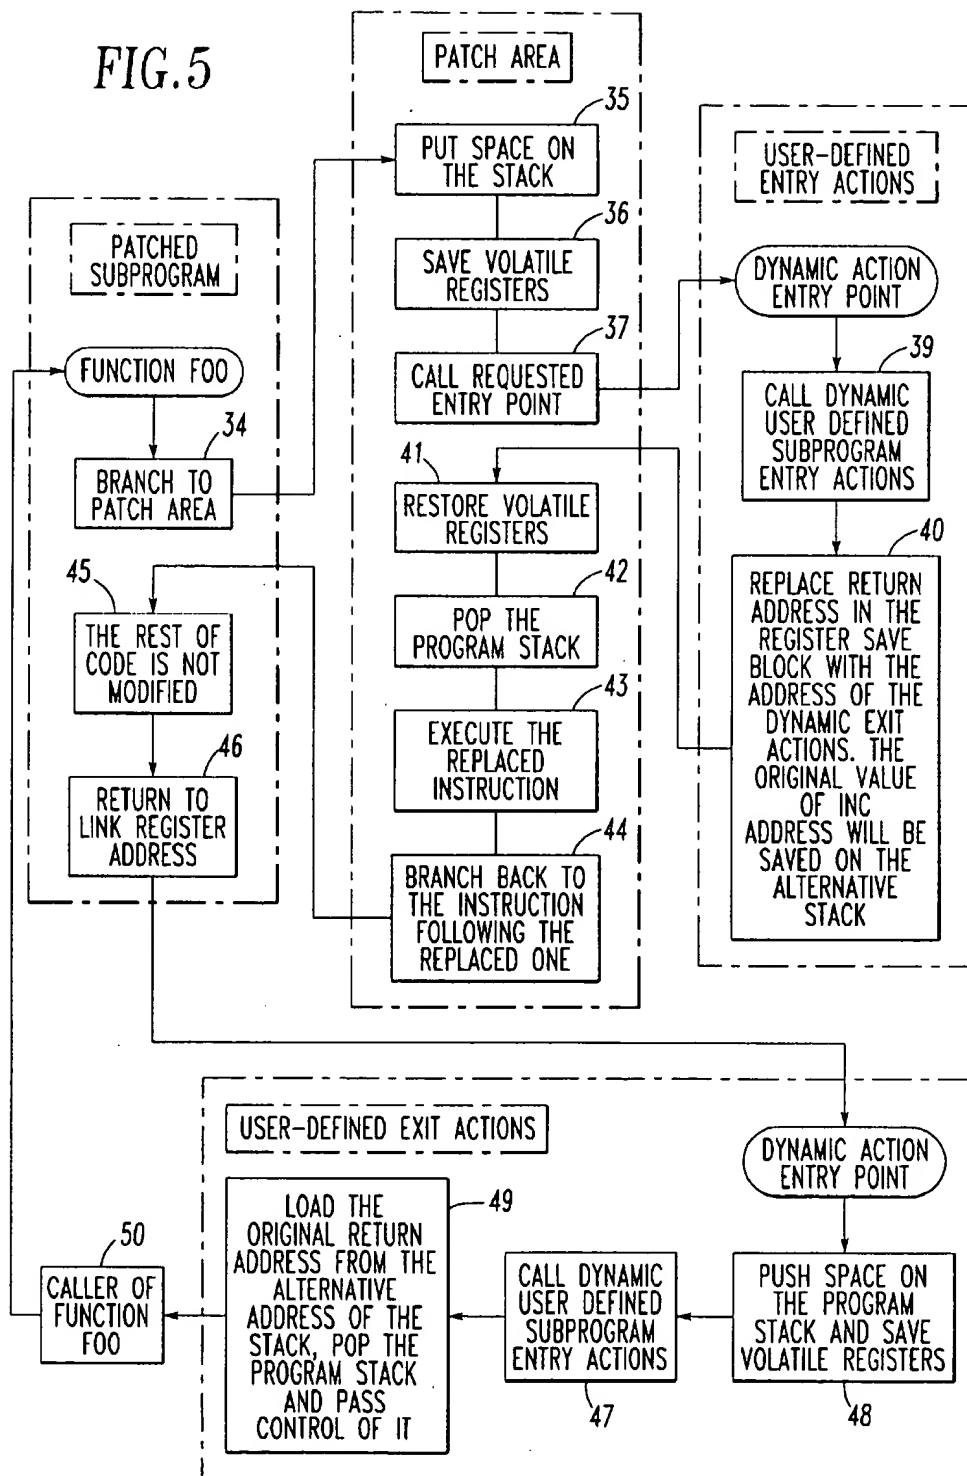 FIG.5
PATCH AREA
35
PUT SPACE ON
THE STACK
36
SAVE VOLATILE
REGISTERS
37
CALL REQUESTED
ENTRY POINT
41
RESTORE VOLATILE
REGISTERS
42
POP THE
PROGRAM STACK
43
EXECUTE THE
REPLACED
INSTRUCTION
44
BRANCH BACK TO
THE INSTRUCTION
FOLLOWING THE
REPLACED ONE
PATCHED
SUBPROGRAM
FUNCTION FOO
34
BRANCH TO
PATCH AREA
45
THE REST OF
CODE IS NOT
MODIFIED
46
RETURN TO
LINK REGISTER
ADDRESS
USER-DEFINED
ENTRY ACTIONS
DYNAMIC ACTION
ENTRY POINT
39
CALL DYNAMIC
USER DEFINED
SUBPROGRAM
ENTRY ACTIONS
40
REPLACE RETURN
ADDRESS IN THE
REGISTER SAVE
BLOCK WITH THE
ADDRESS OF THE
DYNAMIC EXIT
ACTIONS. THE
ORIGINAL VALUE
OF INC
ADDRESS WILL BE
SAVED ON THE
ALTERNATIVE
STACK
USER-DEFINED EXIT ACTIONS
DYNAMIC ACTION
ENTRY POINT
PUSH SPACE ON
THE PROGRAM
STACK AND SAVE
VOLATILE REGISTERS
48
CALL DYNAMIC
USER DEFINED
SUBPROGRAM
ENTRY ACTIONS
47
49
LOAD THE
ORIGINAL RETURN
ADDRESS FROM THE
ALTERNATIVE
ADDRESS OF THE
STACK, POP THE
PROGRAM STACK
AND PASS
CONTROL OF IT
50
CALLER OF
FUNCTION
FOO